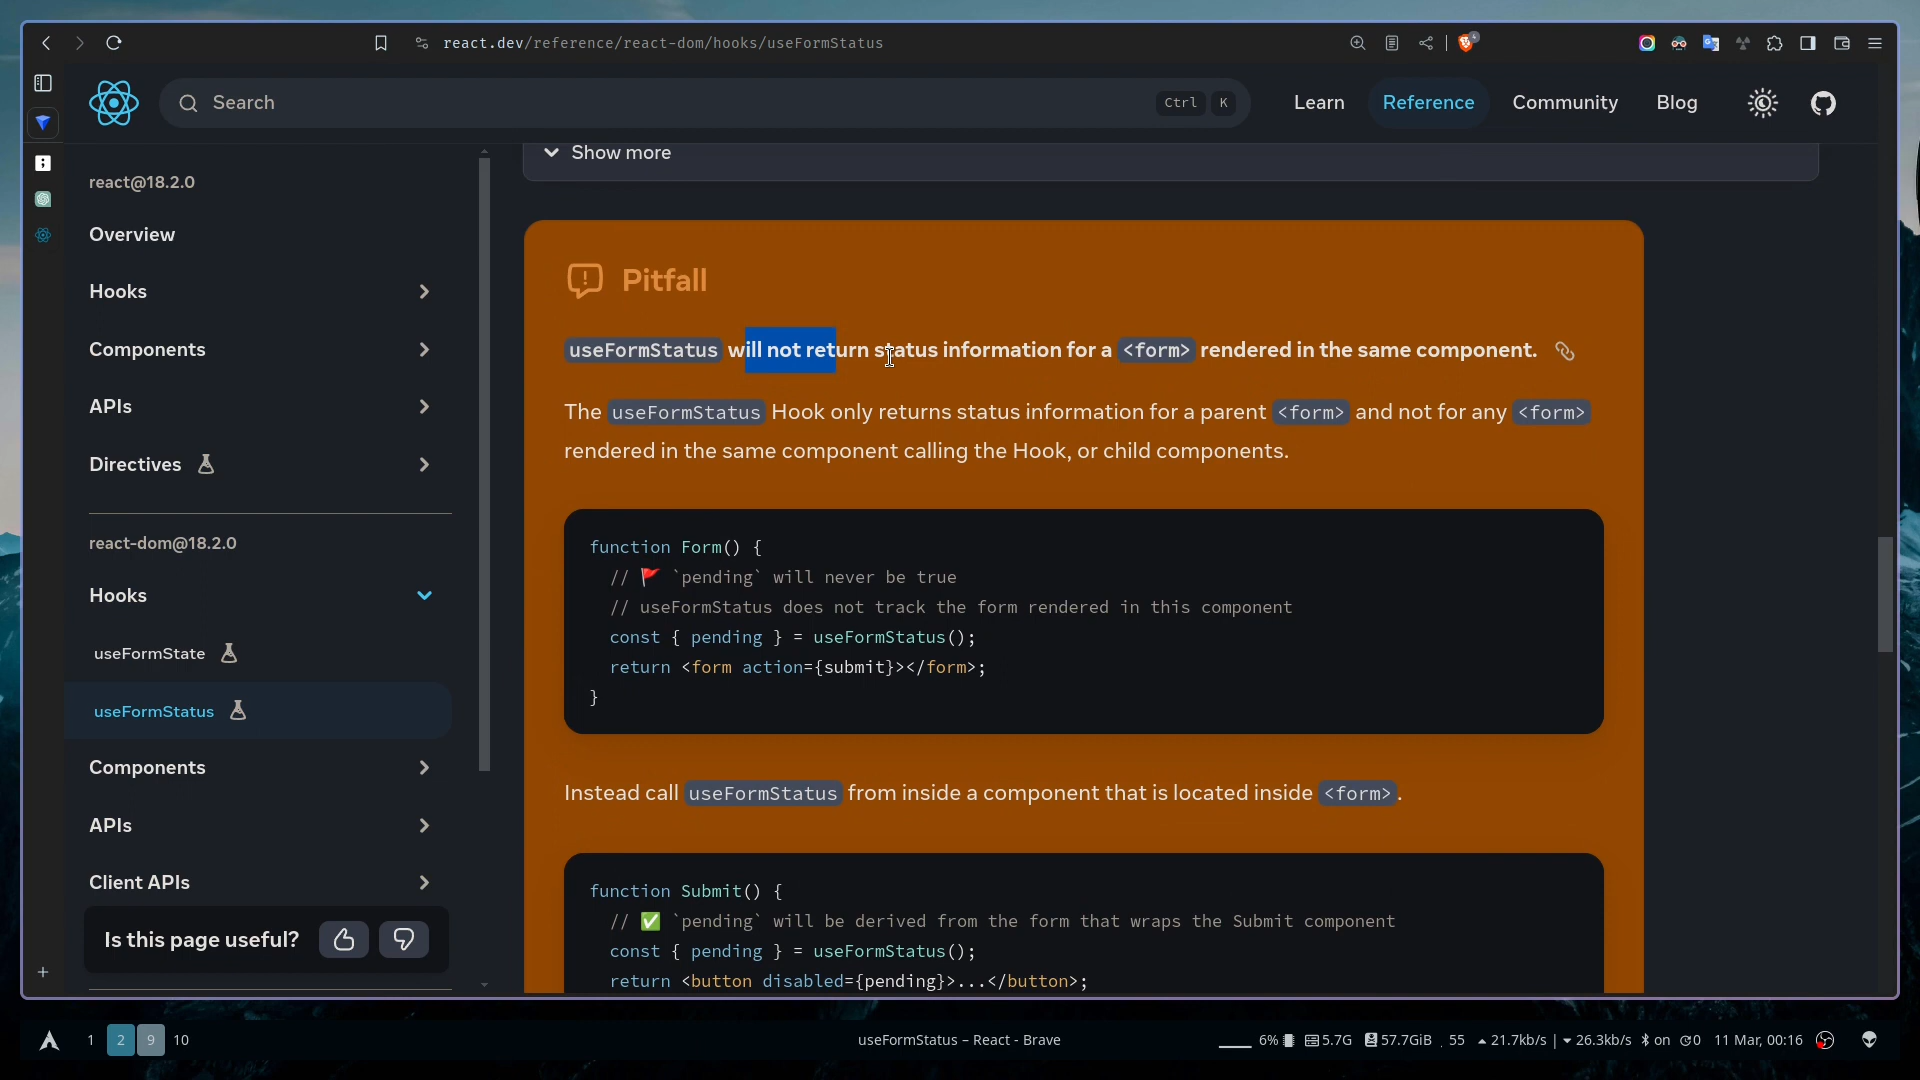 react.dev/reference/react-dom/hooks/useFormStatus
4
Search
Ctrl K
Learn
Reference
Community
Blog
react@18.2.0
Overview
Hooks
Components
APIs
Directives
react-dom@18.2.0
Hooks
useFormState
useFormStatus
Components
APIs
Client APIs
Is this page useful?
Show more
Pitfall
useFormStatus will not return status information for a <form> rendered in the same component.
The useFormStatus Hook only returns status information for a parent <form> and not for any <form>
rendered in the same component calling the Hook, or child components.
function Form() {
// 🚩 `pending` will never be true
// useFormStatus does not track the form rendered in this component
const { pending } = useFormStatus();
return <form action={submit}></form>;
}
Instead call useFormStatus from inside a component that is located inside <form>.
function Submit() {
// ✅ `pending` will be derived from the form that wraps the Submit component
const { pending } = useFormStatus();
return <button disabled={pending}>...</button>;
1 2 9 10
useFormStatus – React - Brave
6% 5.7G 57.7GiB 55 21.7kb/s | 26.3kb/s on 0 11 Mar, 00:16